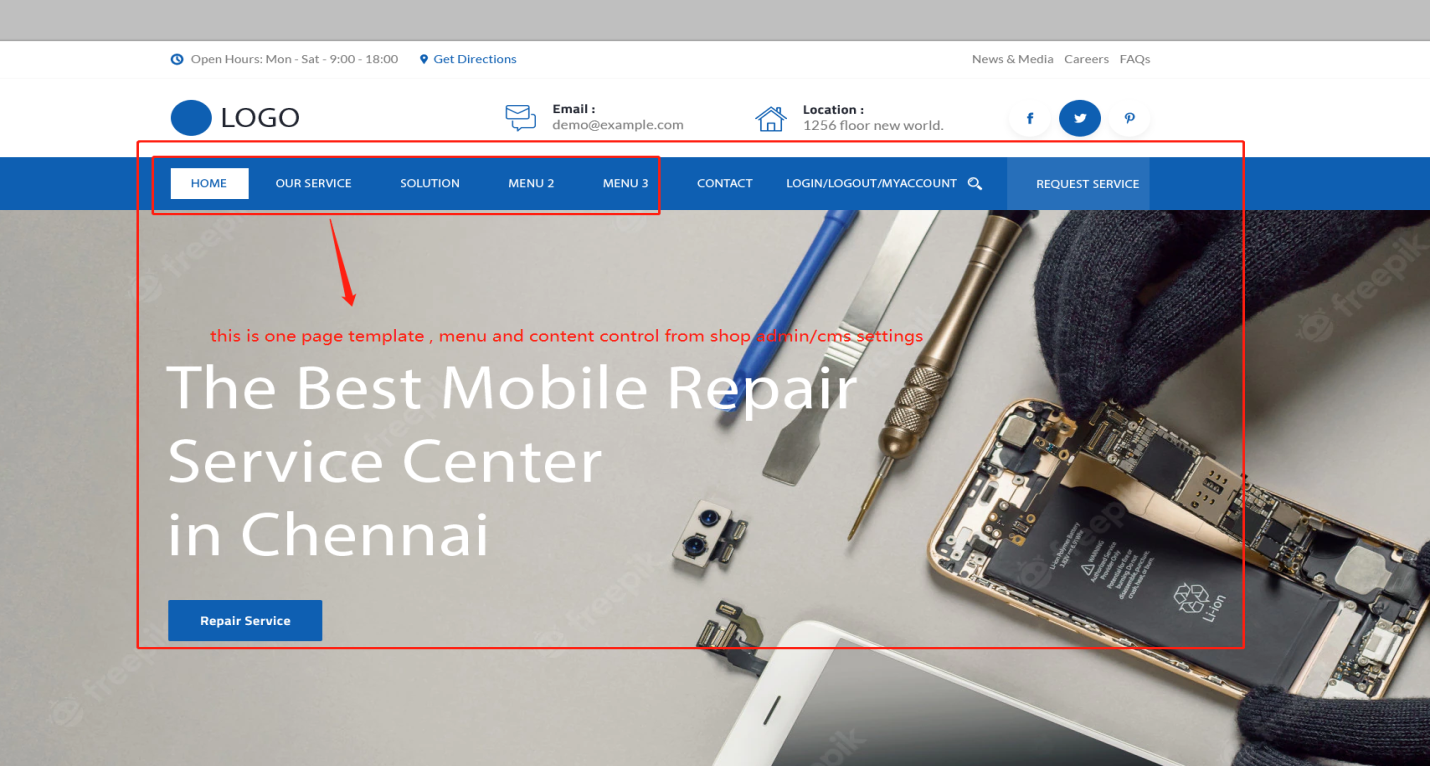 Open Hours: Mon - Sat - 9:00 - 18:00 Get Directions News & Media Careers FAQs
LOGO
Email :
demo@example.com
Location :
1256 floor new world.
HOME OUR SERVICE SOLUTION MENU 2 MENU 3 CONTACT LOGIN/LOGOUT/MYACCOUNT REQUEST SERVICE
this is one page template , menu and content control from shop admin/cms settings
The Best Mobile Repair
Service Center
in Chennai
Repair Service
freepik
Li-ion